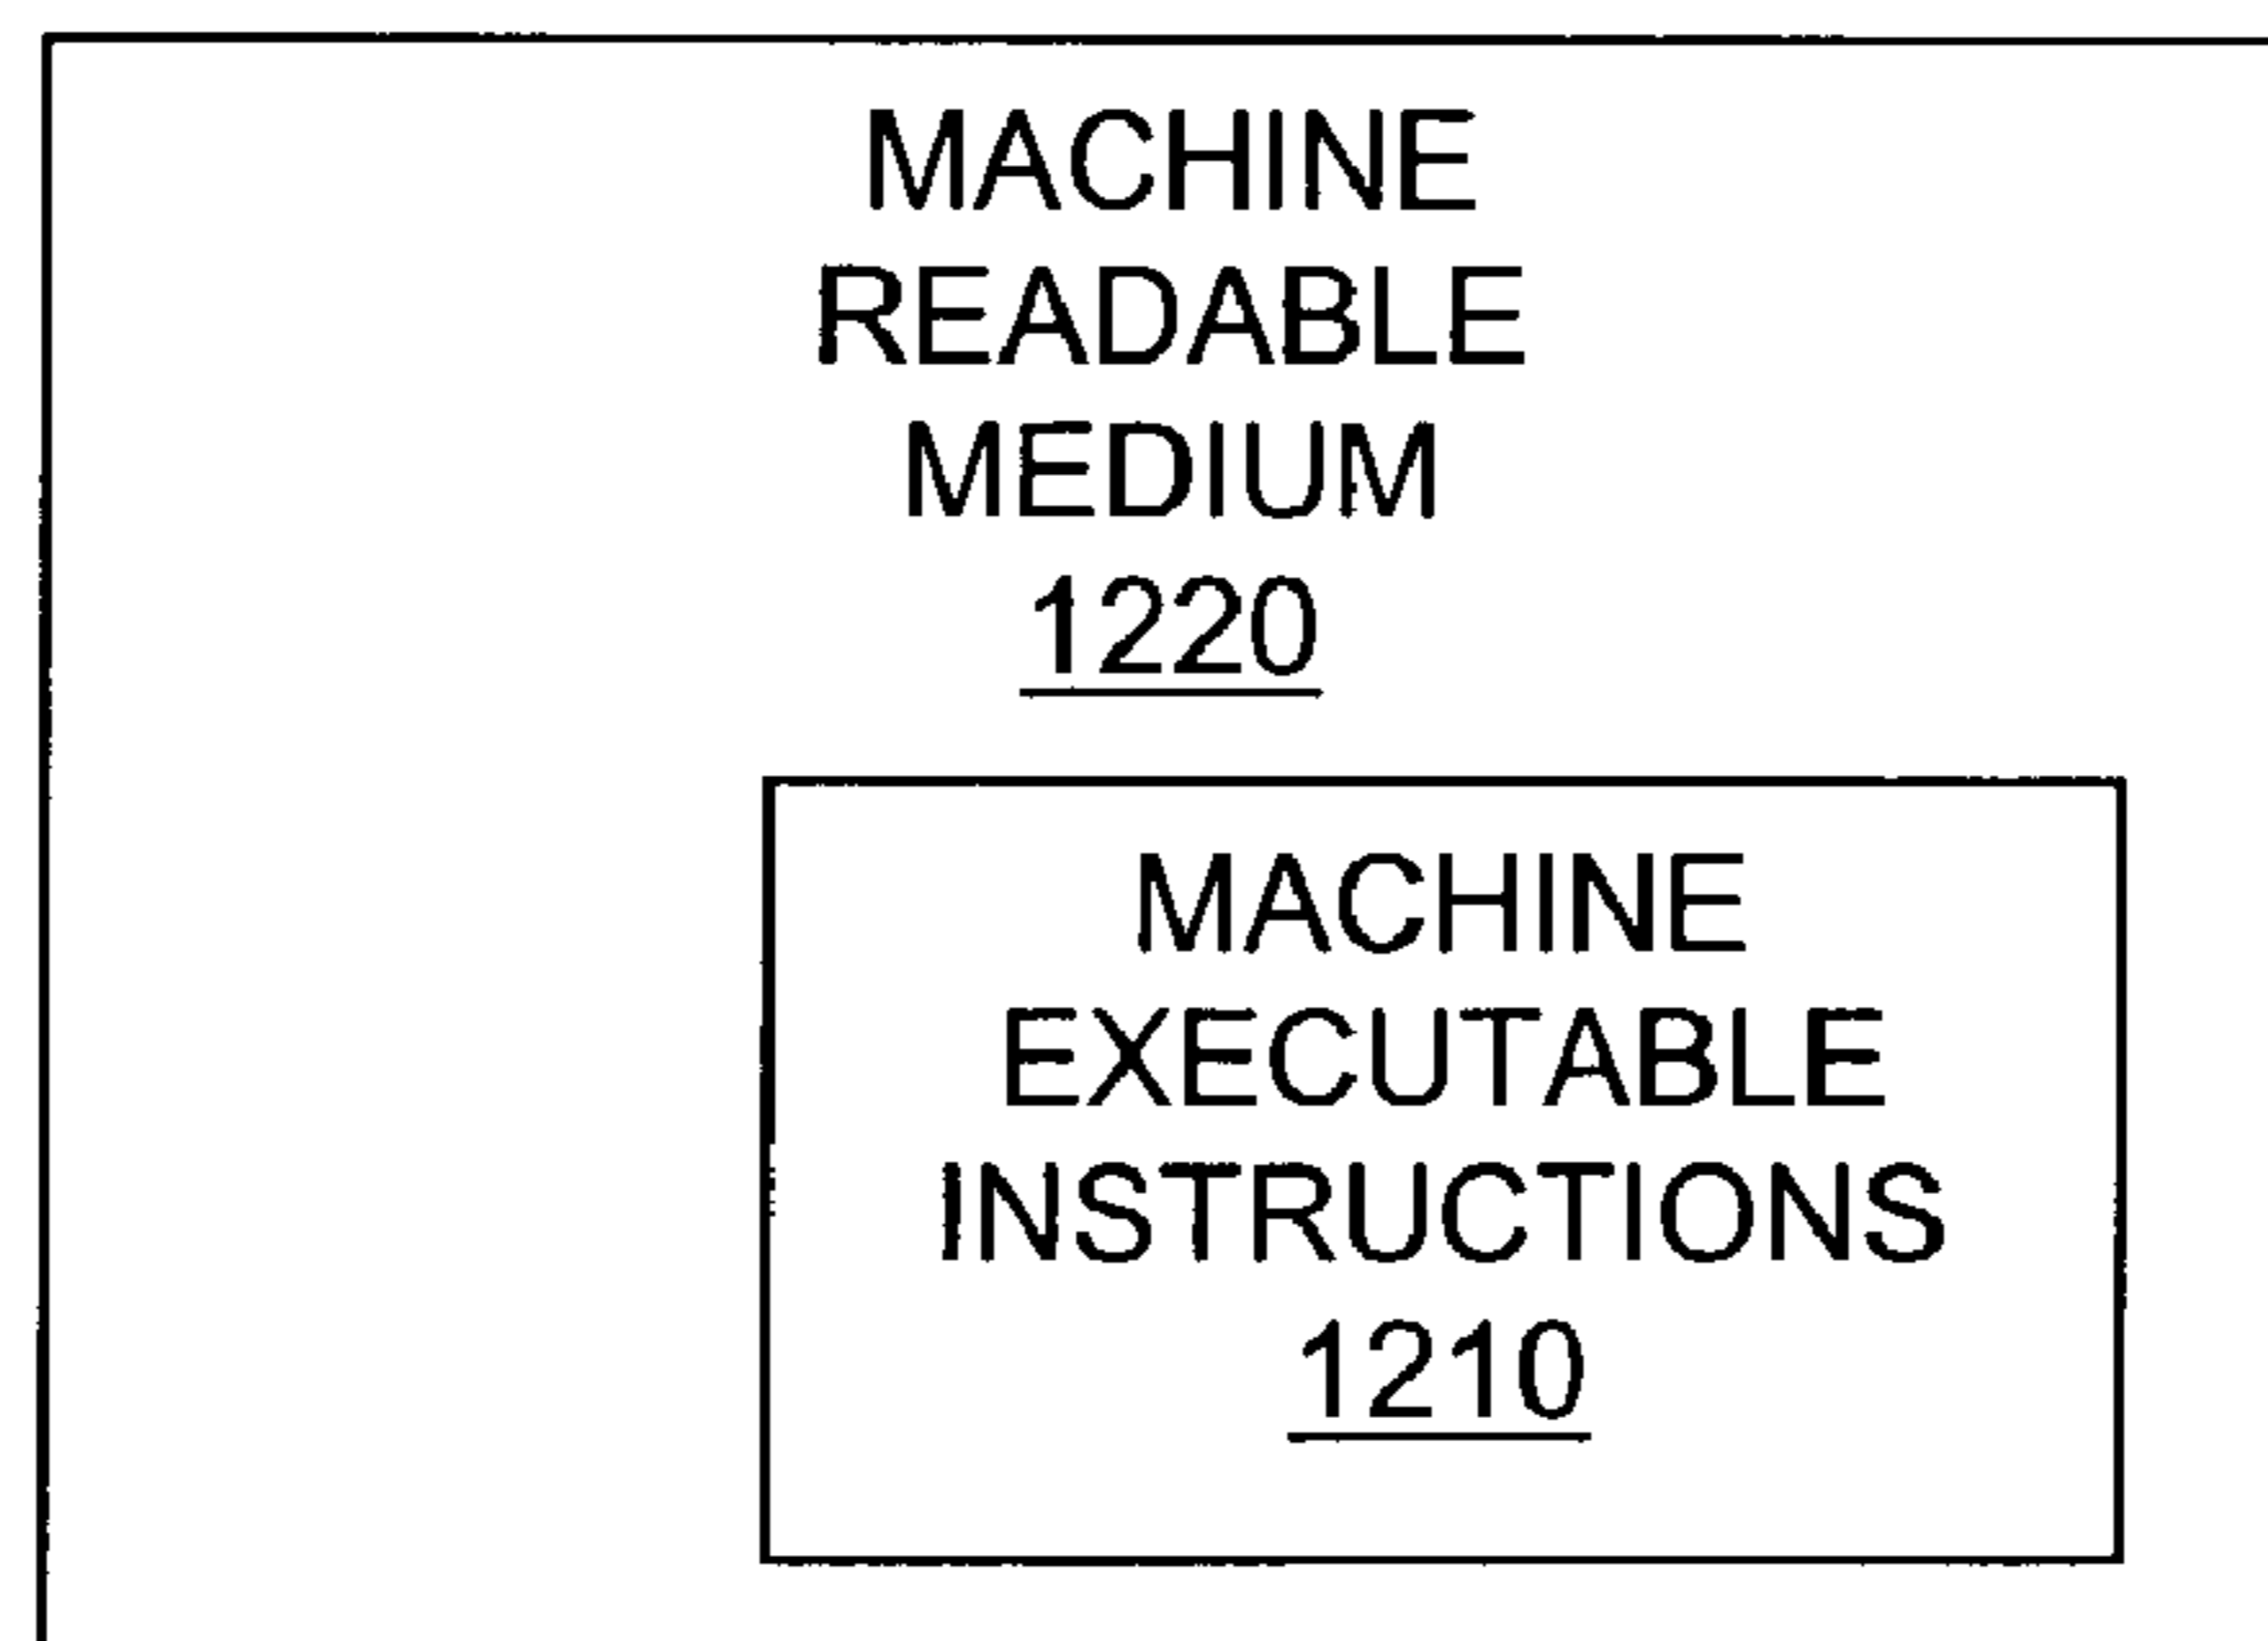 MACHINE
READABLE
MEDIUM
1220
MACHINE
EXECUTABLE
INSTRUCTIONS
1210